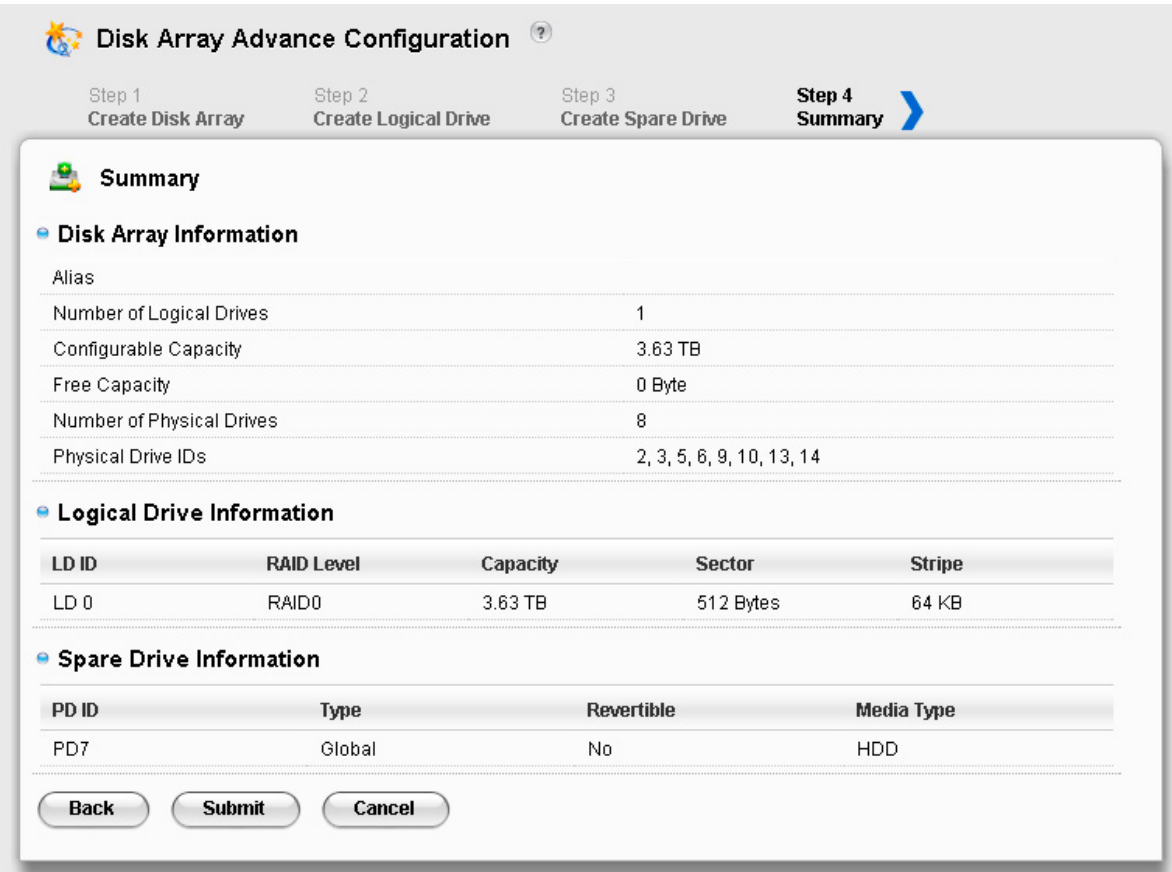 Disk Array Advance Configuration ?
Step 1 Step 2 Step 3 Step 4
Create Disk Array Create Logical Drive Create Spare Drive Summary
Summary
Disk Array Information
Alias
Number of Logical Drives 1
Configurable Capacity 3.63 TB
Free Capacity 0 Byte
Number of Physical Drives 8
Physical Drive IDs 2, 3, 5, 6, 9, 10, 13, 14
Logical Drive Information
LD ID RAID Level Capacity Sector Stripe
LD 0 RAID0 3.63 TB 512 Bytes 64 KB
Spare Drive Information
PD ID Type Revertible Media Type
PD7 Global No HDD
Back Submit Cancel